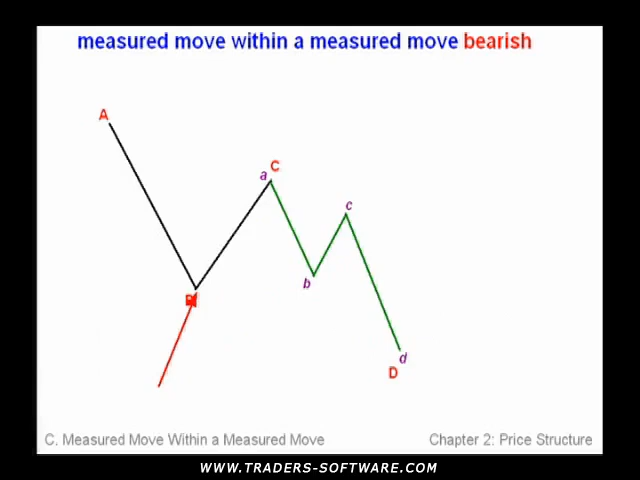 measured move within a measured move bearish
A
a C
c
b
B
d
D
C. Measured Move Within a Measured Move
Chapter 2: Price Structure
WWW.TRADERS-SOFTWARE.COM